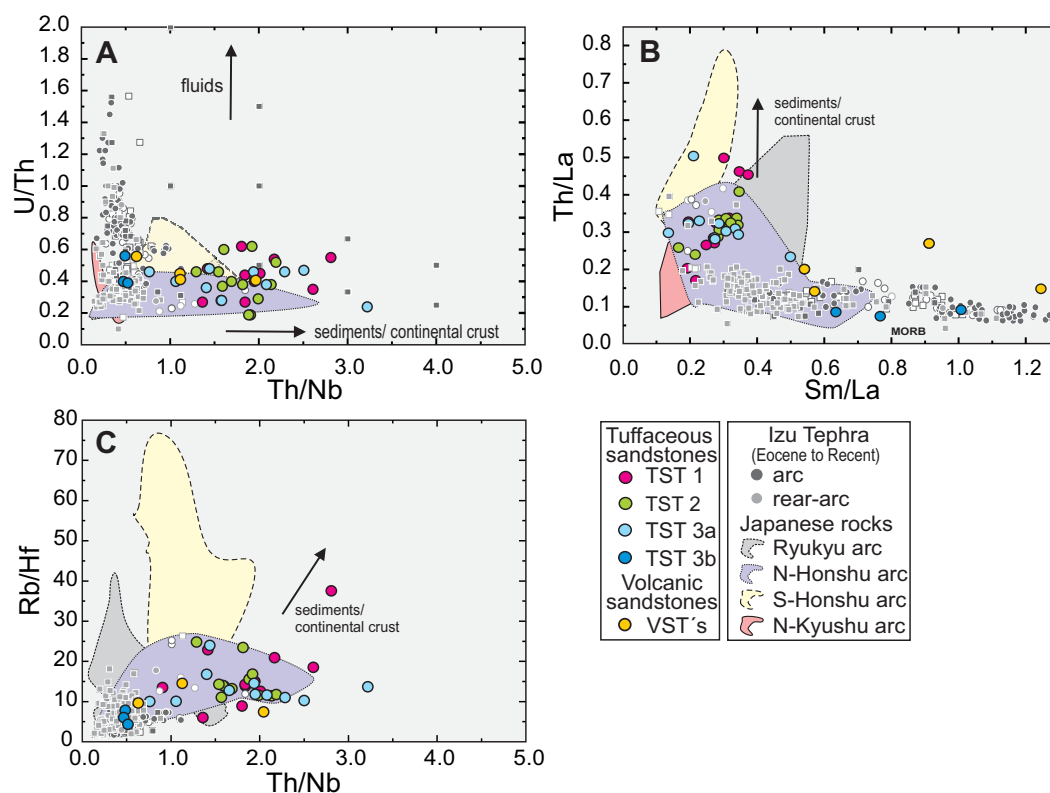 A
2.0
1.8
1.6
1.4
1.2
1.0
0.8
0.6
0.4
0.2
0.0
U/Th
fluids
sediments/ continental crust
0.0 1.0 2.0 3.0 4.0 5.0
Th/Nb
B
0.8
0.7
0.6
0.5
0.4
0.3
0.2
0.1
0.0
Th/La
sediments/
continental crust
MORB
0.0 0.2 0.4 0.6 0.8 1.0 1.2
Sm/La
C
80
70
60
50
40
30
20
10
0
Rb/Hf
sediments/
continental crust
0.0 1.0 2.0 3.0 4.0 5.0
Th/Nb
Tuffaceous
sandstones
TST 1
TST 2
TST 3a
TST 3b
Volcanic
sandstones
VST´s
Izu Tephra
(Eocene to Recent)
arc
rear-arc
Japanese rocks
Ryukyu arc
N-Honshu arc
S-Honshu arc
N-Kyushu arc